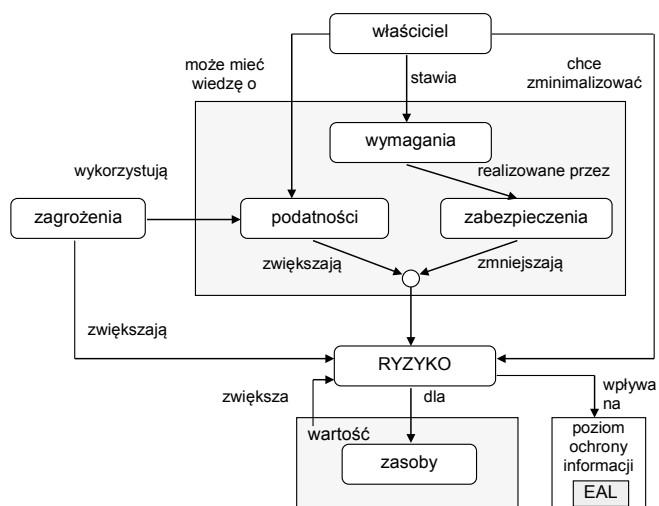 właściciel
może mieć
wiedzę o
stawia
chce
zminimalizować
wymagania
wykorzystują
realizowane przez
zagrożenia
podatności
zabezpieczenia
zwiększają
zmniejszają
zwiększają
RYZYKO
zwiększa
dla
wpływa
na
wartość
zasoby
poziom
ochrony
informacji
EAL